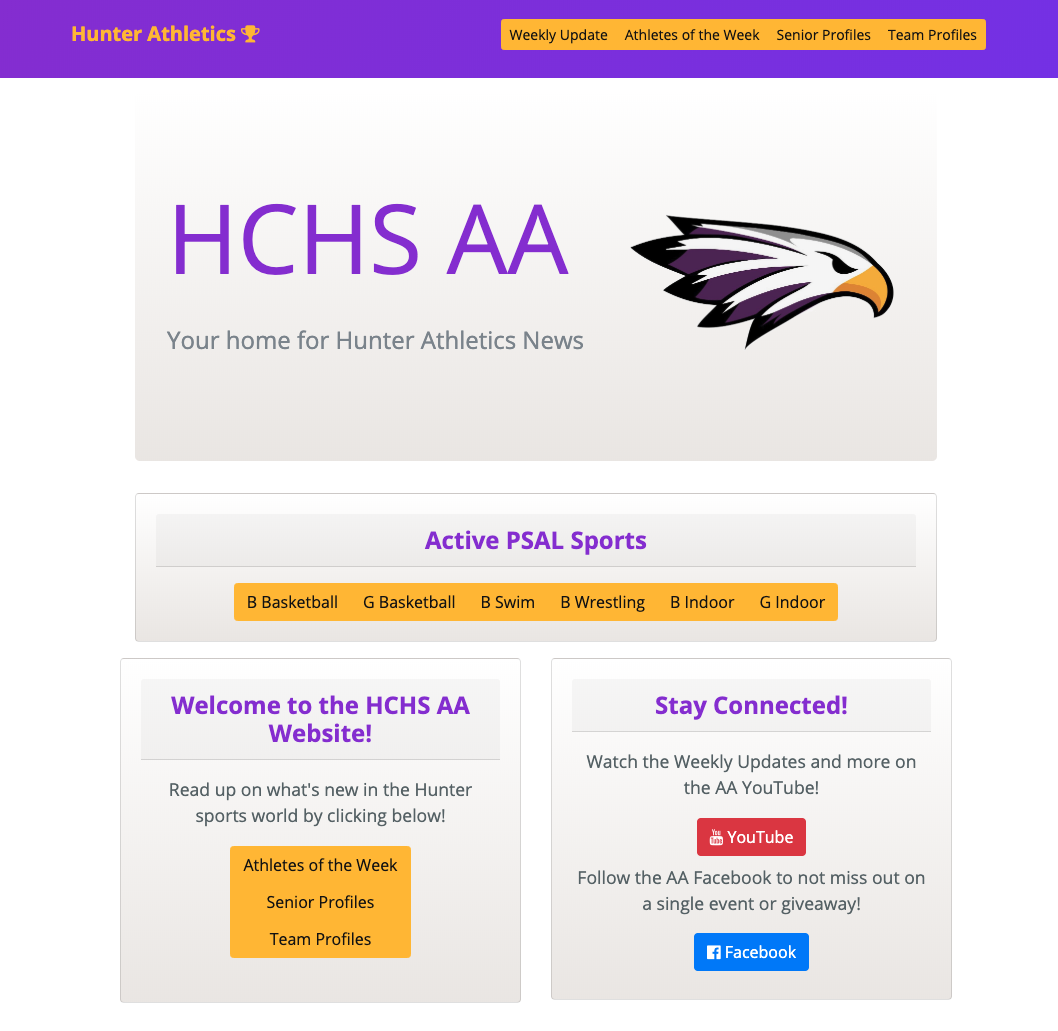 Hunter Athletics
Weekly Update Athletes of the Week Senior Profiles Team Profiles
HCHS AA
Your home for Hunter Athletics News
Active PSAL Sports
B Basketball G Basketball B Swim B Wrestling B Indoor G Indoor
Welcome to the HCHS AA
Website!
Read up on what's new in the Hunter
sports world by clicking below!
Athletes of the Week
Senior Profiles
Team Profiles
Stay Connected!
Watch the Weekly Updates and more on
the AA YouTube!
You Tube YouTube
Follow the AA Facebook to not miss out on
a single event or giveaway!
Facebook